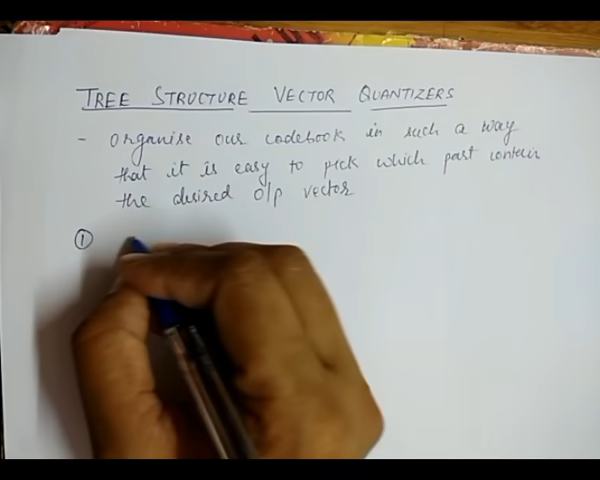 TREE STRUCTURE VECTOR QUANTIZERS
- Organise our codebook in such a way
that it is easy to pick which part contain
the desired o/p vector
①